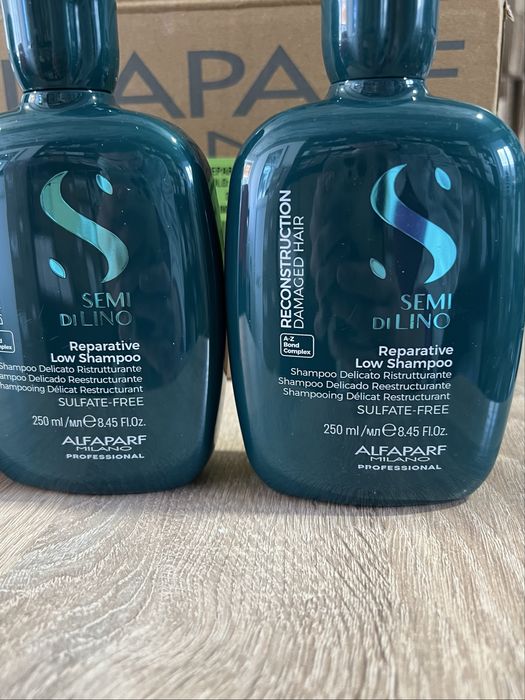 APAF
SEMI
DI LINO
Reparative
Low Shampoo
Shampoo Delicato Ristrutturante
Shampoo Delicado Reestructurante
Shampooing Délicat Restructurant
SULFATE-FREE
250 ml/мл ℮ 8.45 Fl.Oz.
ALFAPARF
MILANO
PROFESSIONAL
RECONSTRUCTION
DAMAGED HAIR
A-Z
Bond
Complex
SEMI
DI LINO
Reparative
Low Shampoo
Shampoo Delicato Ristrutturante
Shampoo Delicado Reestructurante
Shampooing Délicat Restructurant
SULFATE-FREE
250 ml/мл ℮ 8.45 Fl.Oz.
ALFAPARF
MILANO
PROFESSIONAL